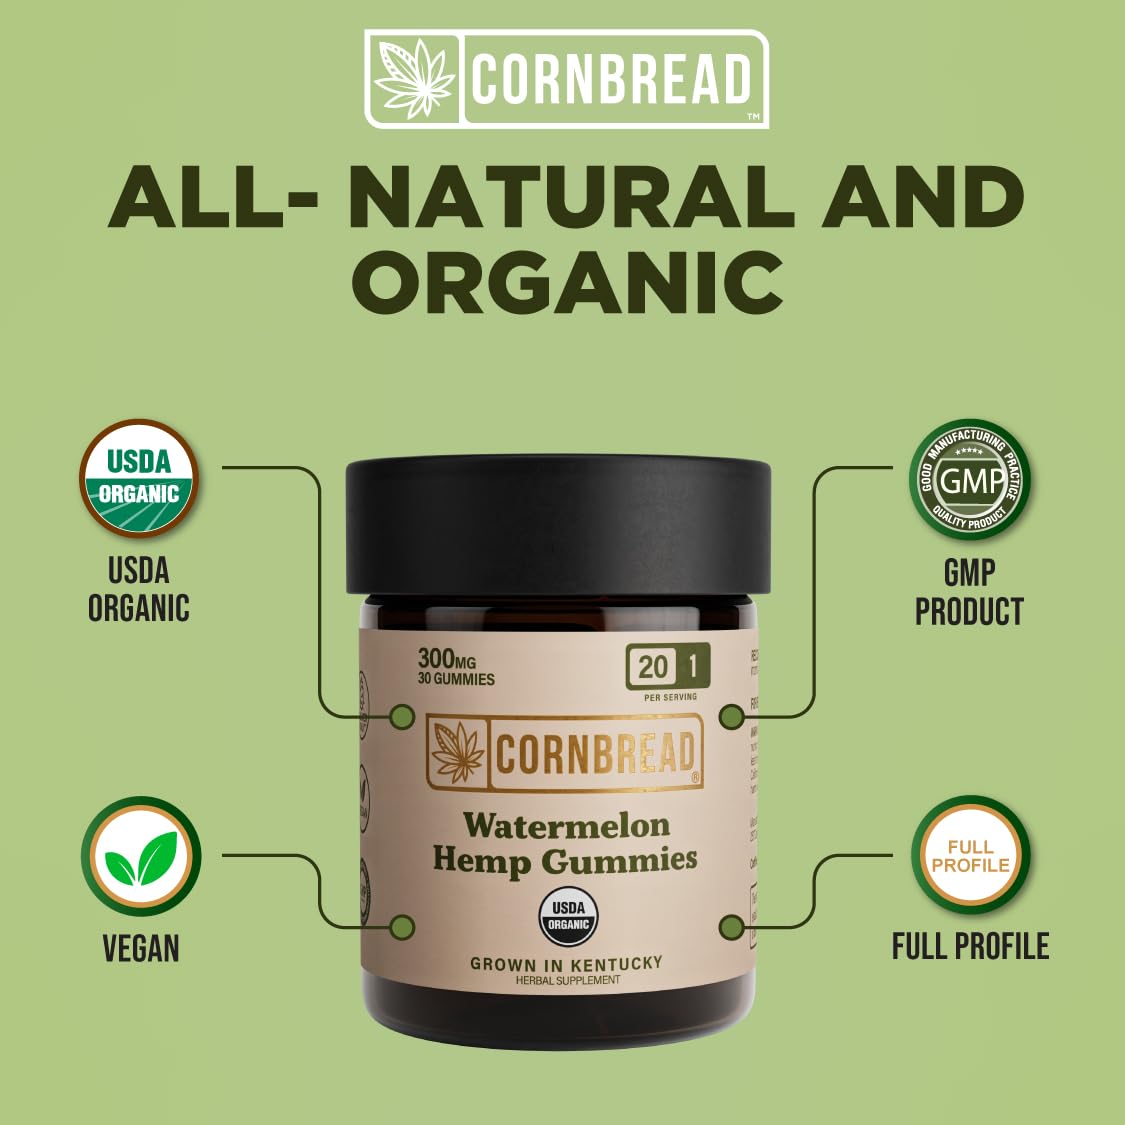 CORNBREAD
TM
ALL- NATURAL AND
ORGANIC
USDA
ORGANIC
USDA
ORGANIC
GOOD MANUFACTURING PRACTICE
GMP
QUALITY PRODUCT
GMP
PRODUCT
300MG
30 GUMMIES
20 1
PER SERVING
CORNBREAD®
Watermelon
Hemp Gummies
USDA
ORGANIC
GROWN IN KENTUCKY
HERBAL SUPPLEMENT
VEGAN
FULL
PROFILE
FULL PROFILE